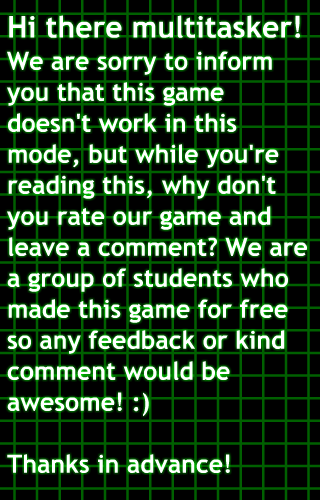 Hi there multitasker!
We are sorry to inform
you that this game
doesn't work in this
mode, but while you're
reading this, why don't
you rate our game and
leave a comment? We are
a group of students who
made this game for free
so any feedback or kind
comment would be
awesome! :)
Thanks in advance!